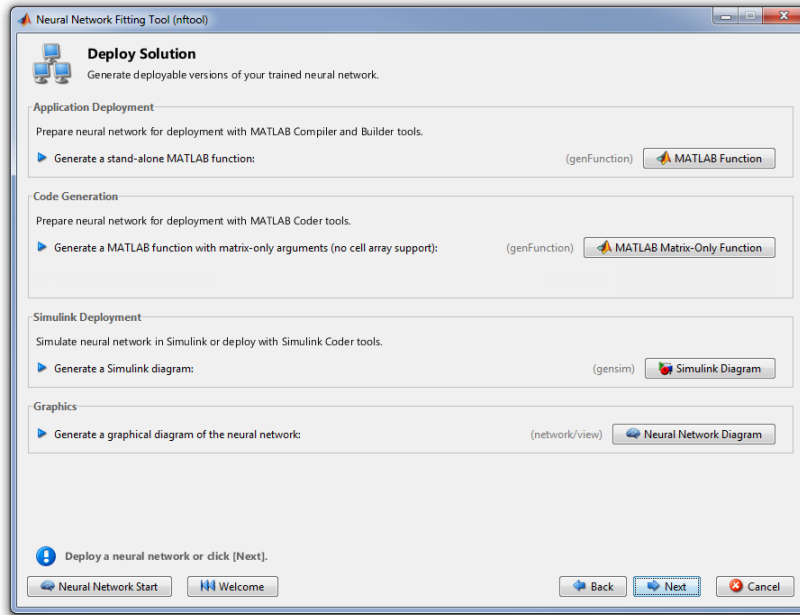 Neural Network Fitting Tool (nftool)
Deploy Solution
Generate deployable versions of your trained neural network.
Application Deployment
Prepare neural network for deployment with MATLAB Compiler and Builder tools.
Generate a stand-alone MATLAB function: (genFunction) MATLAB Function
Code Generation
Prepare neural network for deployment with MATLAB Coder tools.
Generate a MATLAB function with matrix-only arguments (no cell array support): (genFunction) MATLAB Matrix-Only Function
Simulink Deployment
Simulate neural network in Simulink or deploy with Simulink Coder tools.
Generate a Simulink diagram: (gensim) Simulink Diagram
Graphics
Generate a graphical diagram of the neural network: (network/view) Neural Network Diagram
Deploy a neural network or click [Next].
Neural Network Start Welcome Back Next Cancel